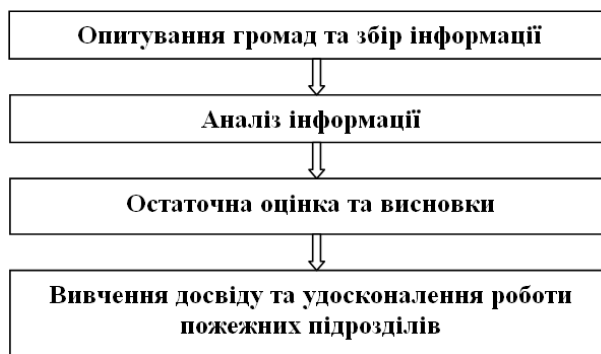 Опитування громад та збір інформації
Аналіз інформації
Остаточна оцінка та висновки
Вивчення досвіду та удосконалення роботи
пожежних підрозділів